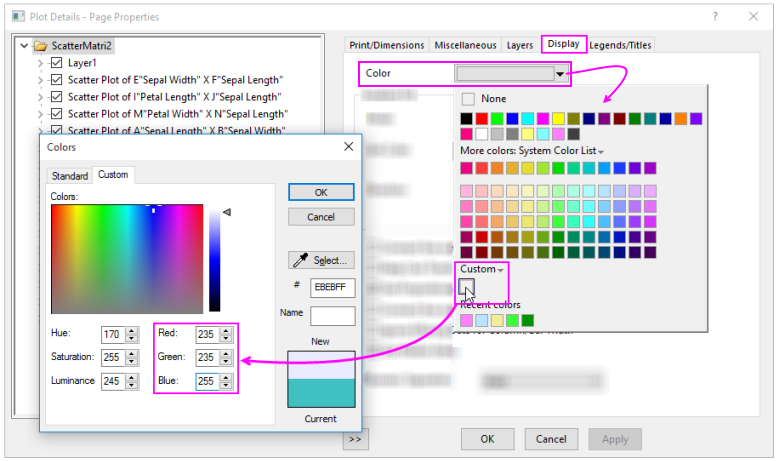 Plot Details - Page Properties
? ×
ScatterMatri2
Layer1
Scatter Plot of E"Sepal Width" X F"Sepal Length"
Scatter Plot of I"Petal Length" X J"Sepal Length"
Scatter Plot of M"Petal Width" X N"Sepal Length"
Scatter Plot of A"Sepal Length" X B"Sepal Width"
Print/Dimensions Miscellaneous Layers Display Legends/Titles
Color
None
More colors: System Color List
Custom
Recent colors
Colors
Standard Custom
Colors:
OK
Cancel
Select...
# EBEBFF
Name
New
Current
Hue: 170 Red: 235
Saturation: 255 Green: 235
Luminance 245 Blue: 255
>> OK Cancel Apply